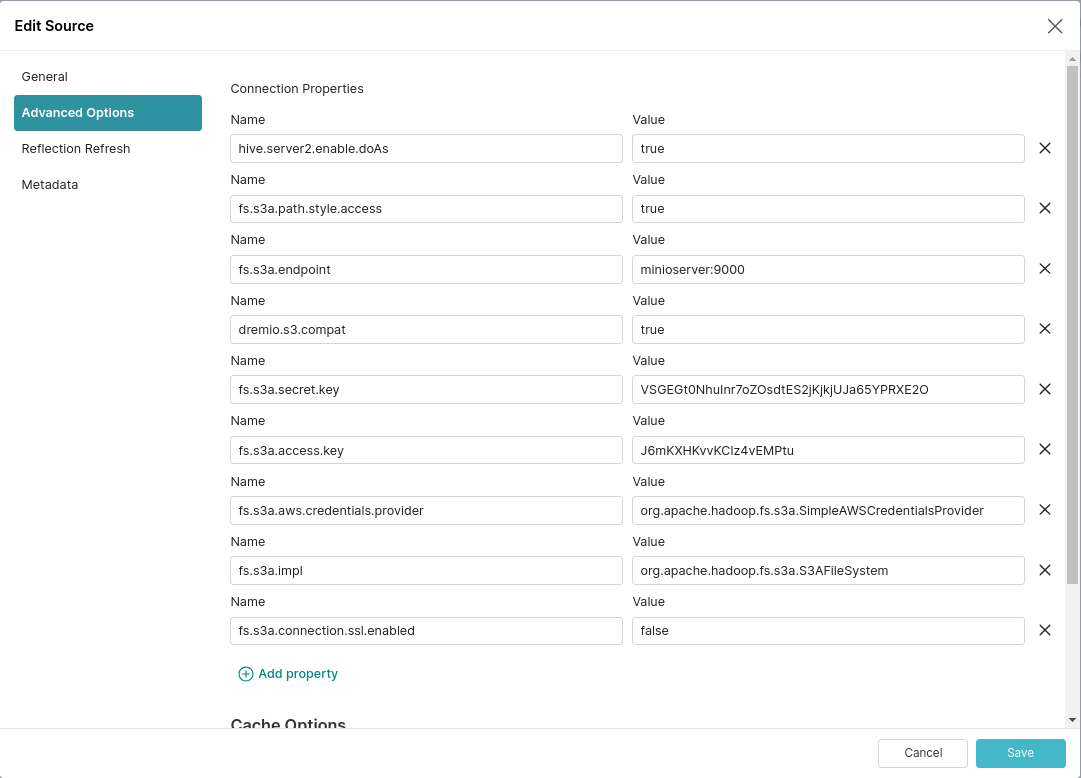 Edit Source
General
Advanced Options
Reflection Refresh
Metadata
Connection Properties
Name Value
hive.server2.enable.doAs true
Name Value
fs.s3a.path.style.access true
Name Value
fs.s3a.endpoint minioserver:9000
Name Value
dremio.s3.compat true
Name Value
fs.s3a.secret.key VSGEGt0NhuInr7oZOsdtES2jKjkjUJa65YPRXE2O
Name Value
fs.s3a.access.key J6mKXHKvvKCIz4vEMPtu
Name Value
fs.s3a.aws.credentials.provider org.apache.hadoop.fs.s3a.SimpleAWSCredentialsProvider
Name Value
fs.s3a.impl org.apache.hadoop.fs.s3a.S3AFileSystem
Name Value
fs.s3a.connection.ssl.enabled false
Add property
Cache Options
Cancel Save